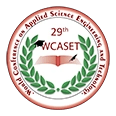 World Conference on Applied Science Engineering and Technology.
29th
WCASET